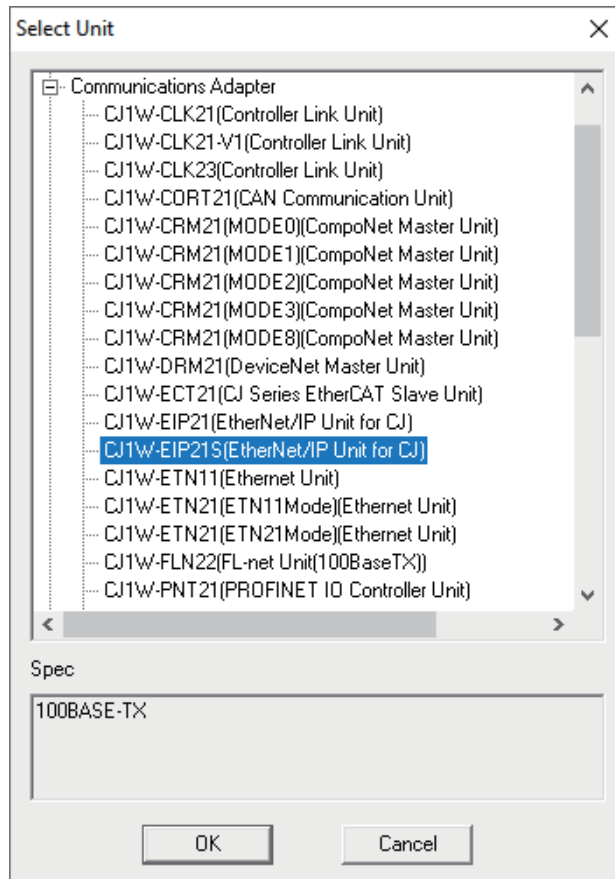 Select Unit
Communications Adapter
CJ1W-CLK21(Controller Link Unit)
CJ1W-CLK21-V1(Controller Link Unit)
CJ1W-CLK23(Controller Link Unit)
CJ1W-CORT21(CAN Communication Unit)
CJ1W-CRM21(MODE0)(CompoNet Master Unit)
CJ1W-CRM21(MODE1)(CompoNet Master Unit)
CJ1W-CRM21(MODE2)(CompoNet Master Unit)
CJ1W-CRM21(MODE3)(CompoNet Master Unit)
CJ1W-CRM21(MODE8)(CompoNet Master Unit)
CJ1W-DRM21(DeviceNet Master Unit)
CJ1W-ECT21(CJ Series EtherCAT Slave Unit)
CJ1W-EIP21(EtherNet/IP Unit for CJ)
CJ1W-EIP21S(EtherNet/IP Unit for CJ)
CJ1W-ETN11(Ethernet Unit)
CJ1W-ETN21(ETN11Mode)(Ethernet Unit)
CJ1W-ETN21(ETN21Mode)(Ethernet Unit)
CJ1W-FLN22(FL-net Unit(100BaseTX))
CJ1W-PNT21(PROFINET IO Controller Unit)
Spec
100BASE-TX
OK Cancel